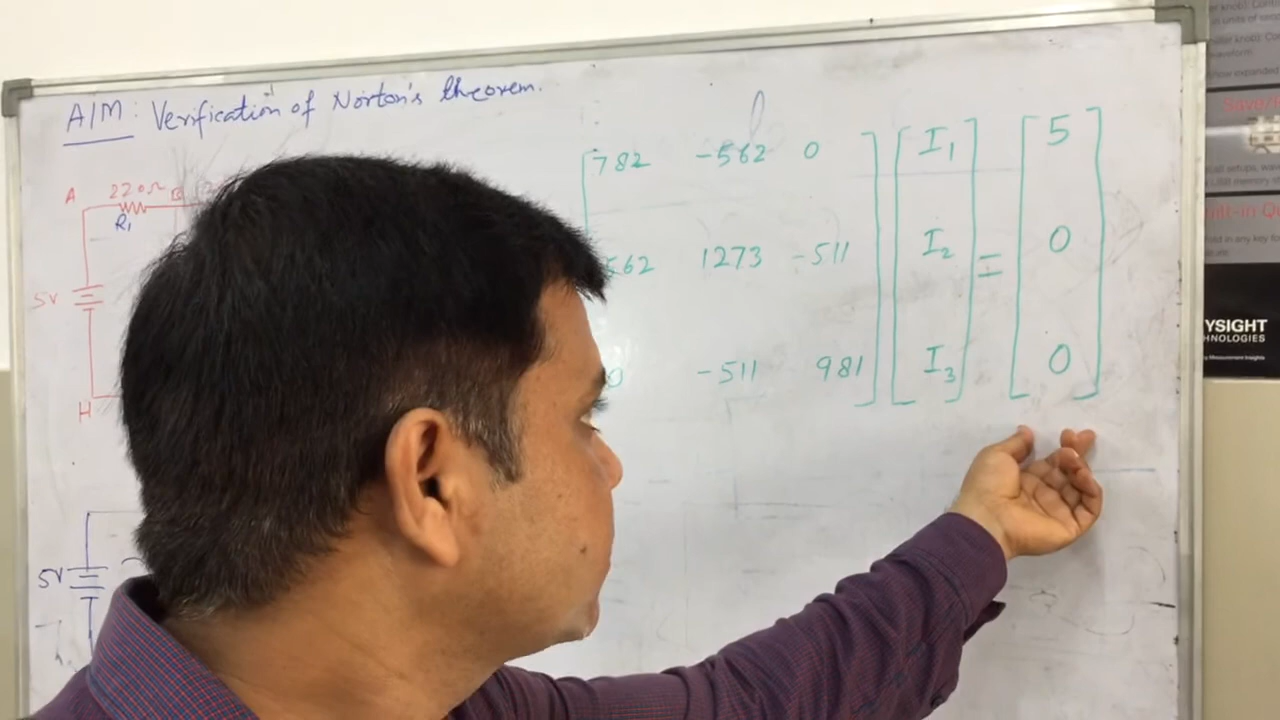 AIM: Verification of Norton's theorem.
782 -562 0 I1 5
562 1273 -511 I2 = 0
0 -511 981 I3 0
A 220Ω B
R1
5V
H
5V
YSIGHT
HNOLOGIES